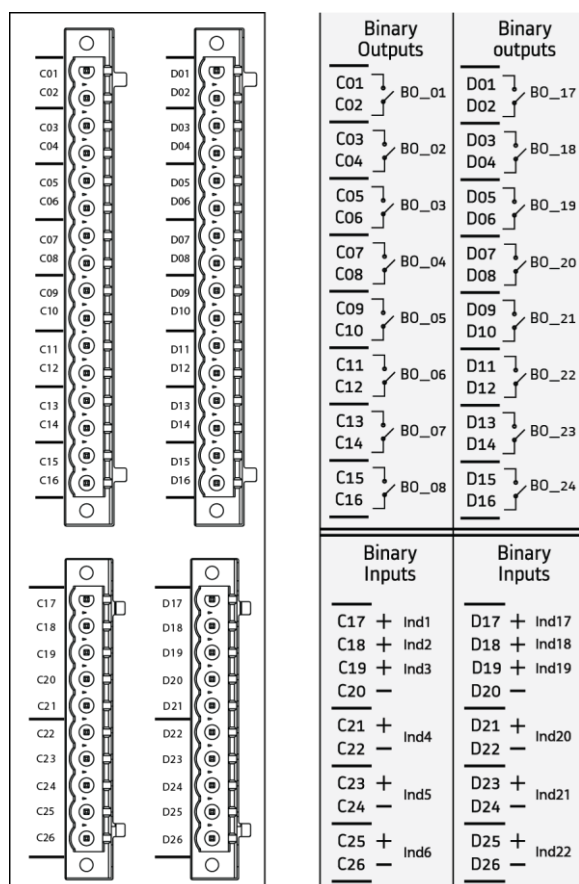 C01
C02
C03
C04
C05
C06
C07
C08
C09
C10
C11
C12
C13
C14
C15
C16
D01
D02
D03
D04
D05
D06
D07
D08
D09
D10
D11
D12
D13
D14
D15
D16
C17
C18
C19
C20
C21
C22
C23
C24
C25
C26
D17
D18
D19
D20
D21
D22
D23
D24
D25
D26
Binary
Outputs
C01
C02 BO_01
C03
C04 BO_02
C05
C06 BO_03
C07
C08 BO_04
C09
C10 BO_05
C11
C12 BO_06
C13
C14 BO_07
C15
C16 BO_08
Binary
outputs
D01
D02 BO_17
D03
D04 BO_18
D05
D06 BO_19
D07
D08 BO_20
D09
D10 BO_21
D11
D12 BO_22
D13
D14 BO_23
D15
D16 BO_24
Binary
Inputs
C17 + Ind1
C18 + Ind2
C19 + Ind3
C20 −
C21 +
C22 − Ind4
C23 +
C24 − Ind5
C25 +
C26 − Ind6
Binary
Inputs
D17 + Ind17
D18 + Ind18
D19 + Ind19
D20 −
D21 +
D22 − Ind20
D23 +
D24 − Ind21
D25 +
D26 − Ind22